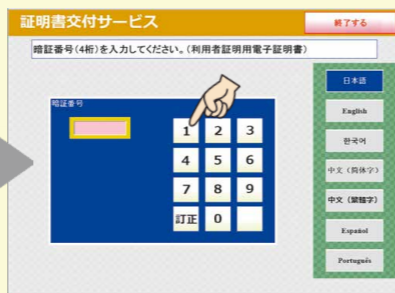 証明書交付サービス
終了する
暗証番号(4桁)を入力してください。(利用者証明用電子証明書)
暗証番号
1 2 3
4 5 6
7 8 9
訂正 0
日本語
English
한국어
中文（简体字）
中文（繁體字）
Español
Português